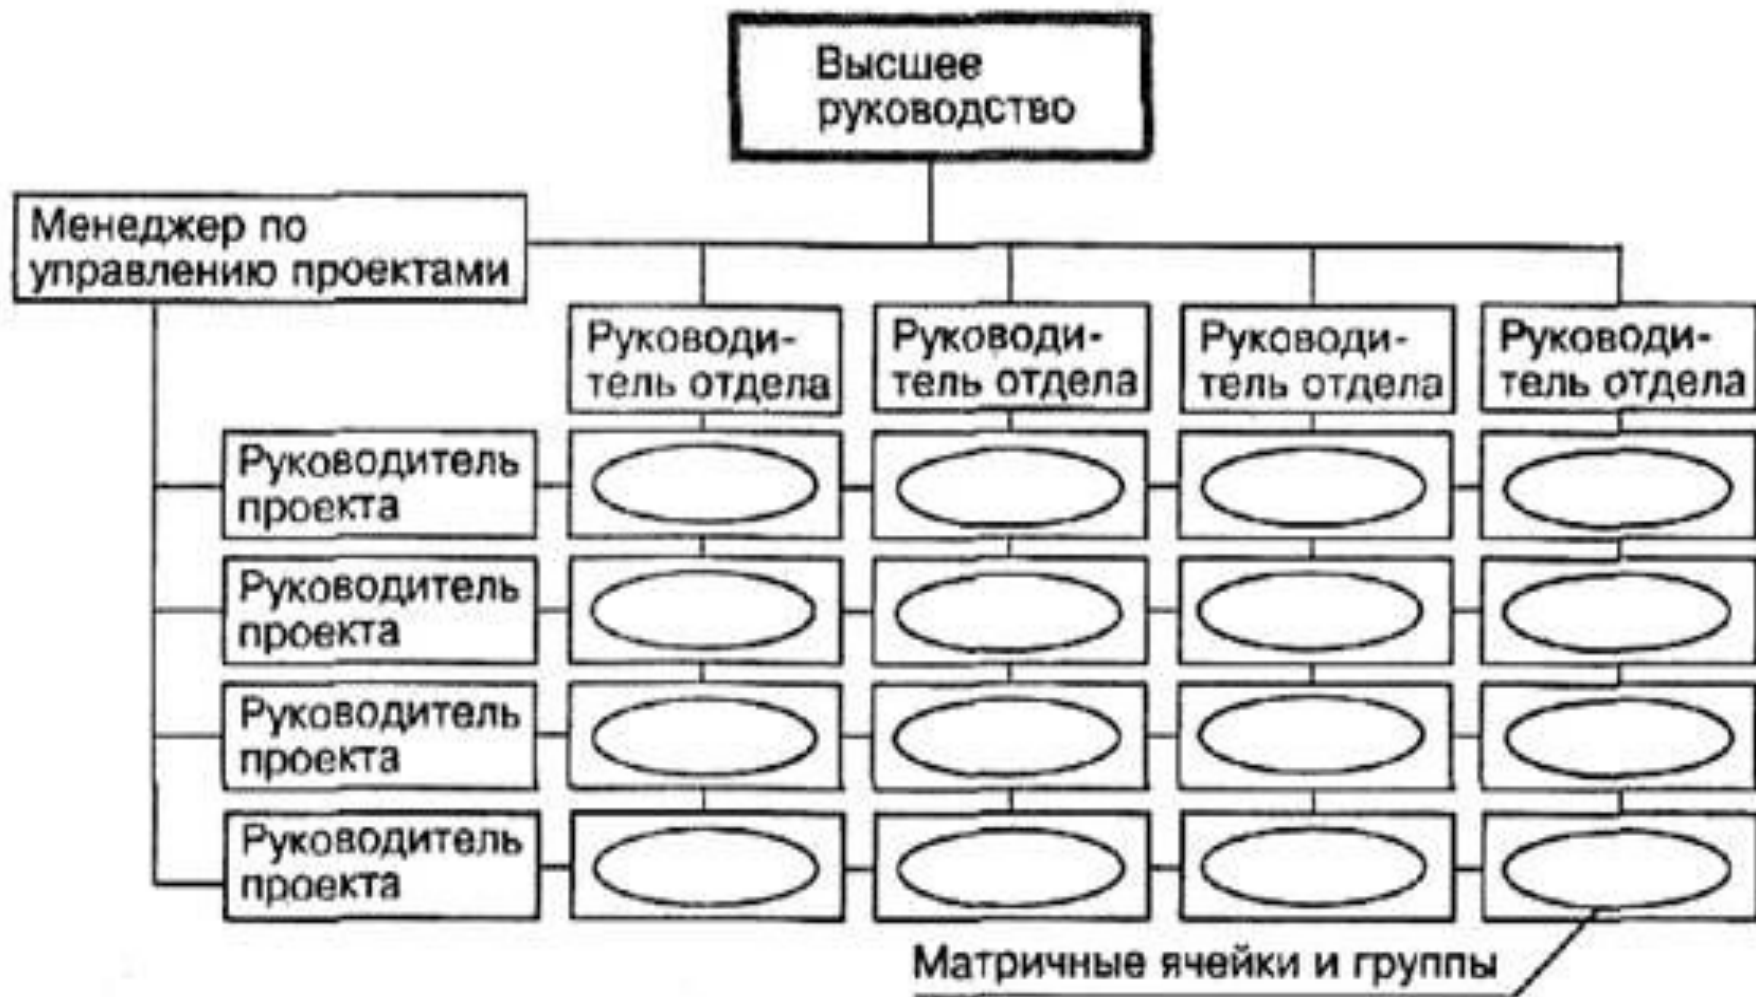 Высшее
руководство
Менеджер по
управлению проектами
Руководи-
тель отдела
Руководи-
тель отдела
Руководи-
тель отдела
Руководи-
тель отдела
Руководитель
проекта
Руководитель
проекта
Руководитель
проекта
Руководитель
проекта
Матричные ячейки и группы